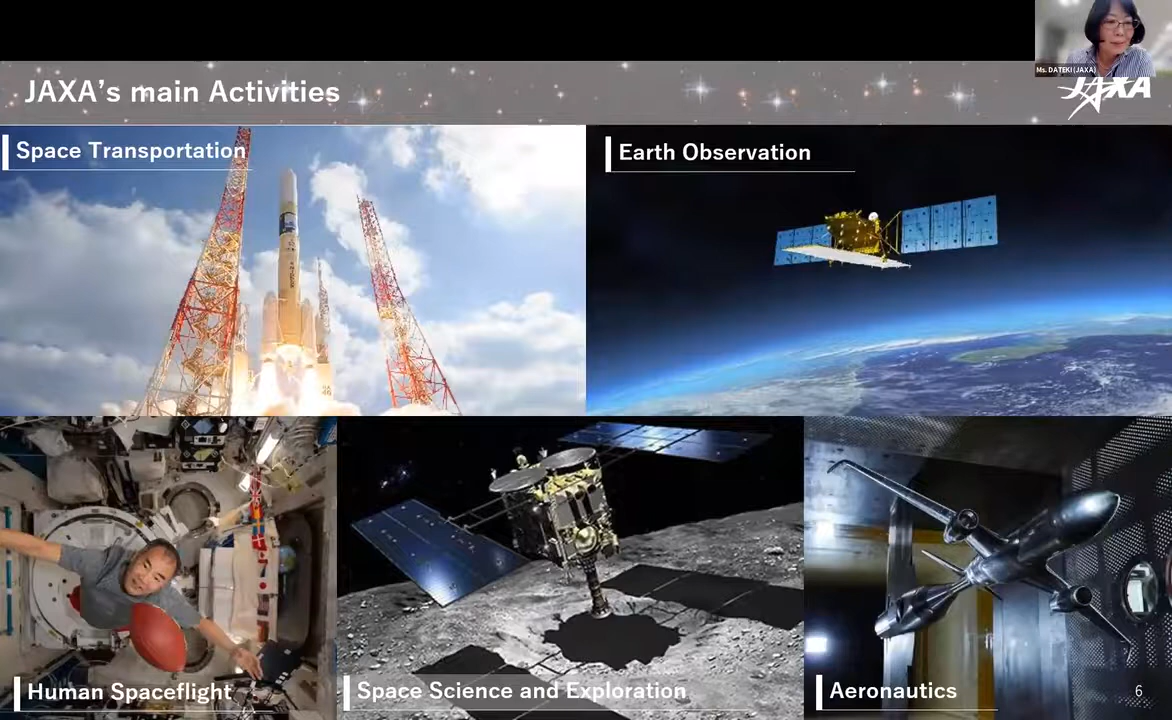 Ms. DATEKI (JAXA)
JAXA's main Activities
JAXA
Space Transportation
Earth Observation
Human Spaceflight
Space Science and Exploration
Aeronautics
6